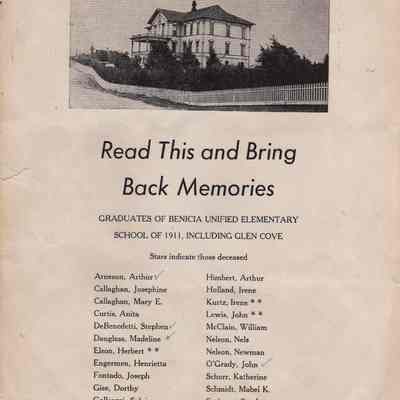 Read This and Bring
Back Memories
GRADUATES OF BENICIA UNIFIED ELEMENTARY
SCHOOL OF 1911, INCLUDING GLEN COVE
Stars indicate those deceased
Arneson, Arthur
Callaghan, Josephine
Callaghan, Mary E.
Curtis, Anita
DeBenedetti, Stephen
Douglass, Madeline *
Elson, Herbert **
Engermen, Henrietta
Fontado, Joseph
Gise, Dorthy
Himbert, Arthur
Holland, Irene
Kurtz, Irene **
Lewis, John **
McClain, William
Nelson, Nels
Nelson, Newman
O'Grady, John
Schorr, Katherine
Schmidt, Mabel K.